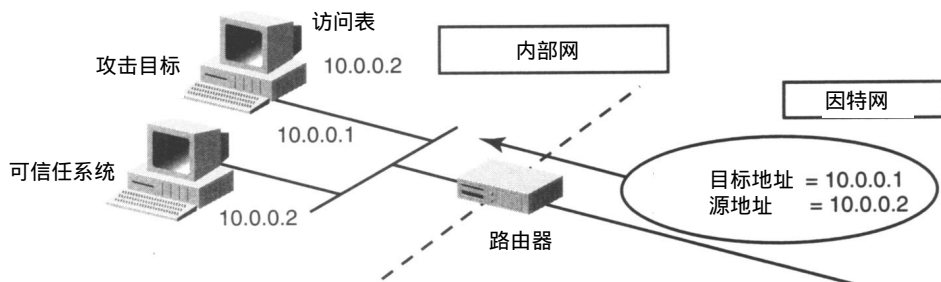 访问表
内部网
攻击目标
10.0.0.2
因特网
10.0.0.1
可信任系统
目标地址 = 10.0.0.1
源地址 = 10.0.0.2
10.0.0.2
路由器